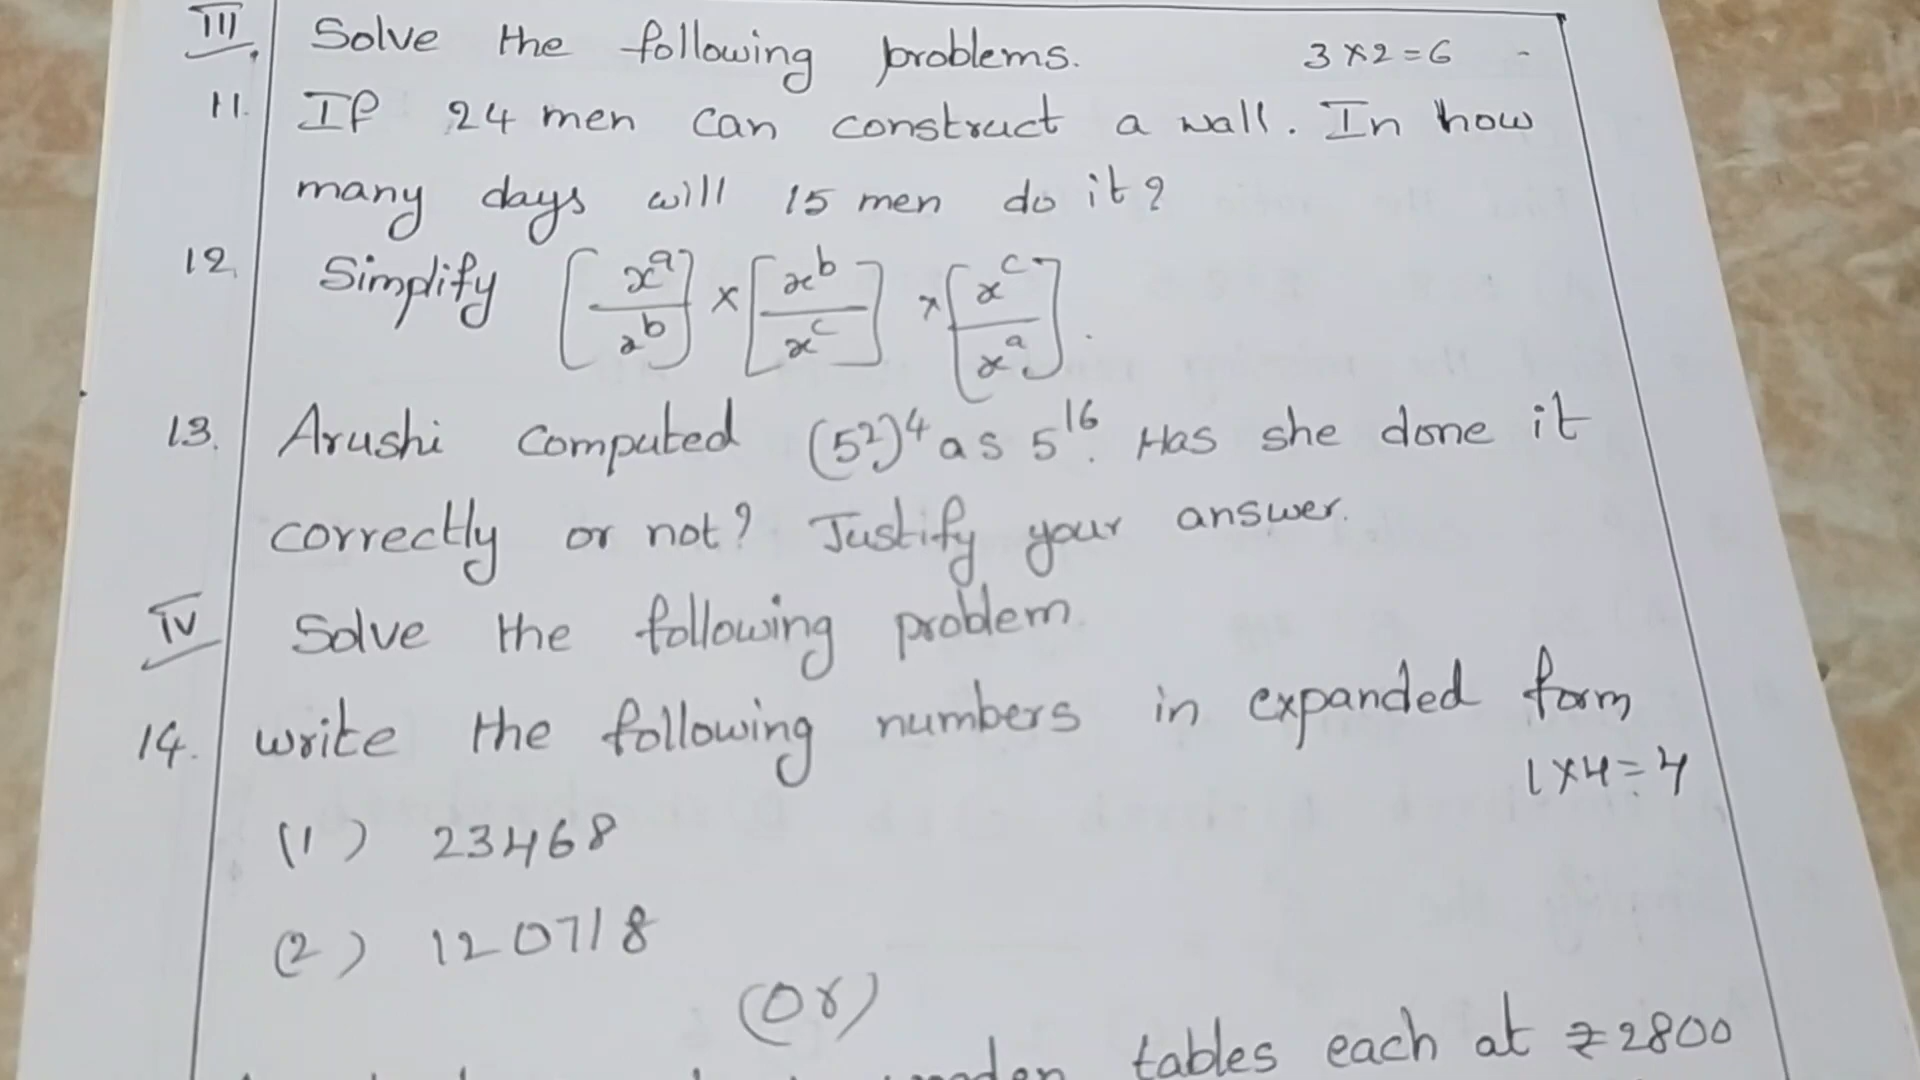 III. Solve the following problems. 3 × 2 = 6
11. If 24 men can construct a wall. In how
many days will 15 men do it?
12. Simplify [x^a/x^b] × [x^b/x^c] × [x^c/x^a].
13. Arushi computed (5²)⁴ as 5¹⁶. Has she done it
correctly or not? Justify your answer.
IV Solve the following problem.
14. write the following numbers in expanded form
1×4=4
(1) 23468
(2) 120718
(Or)
tables each at ₹2800